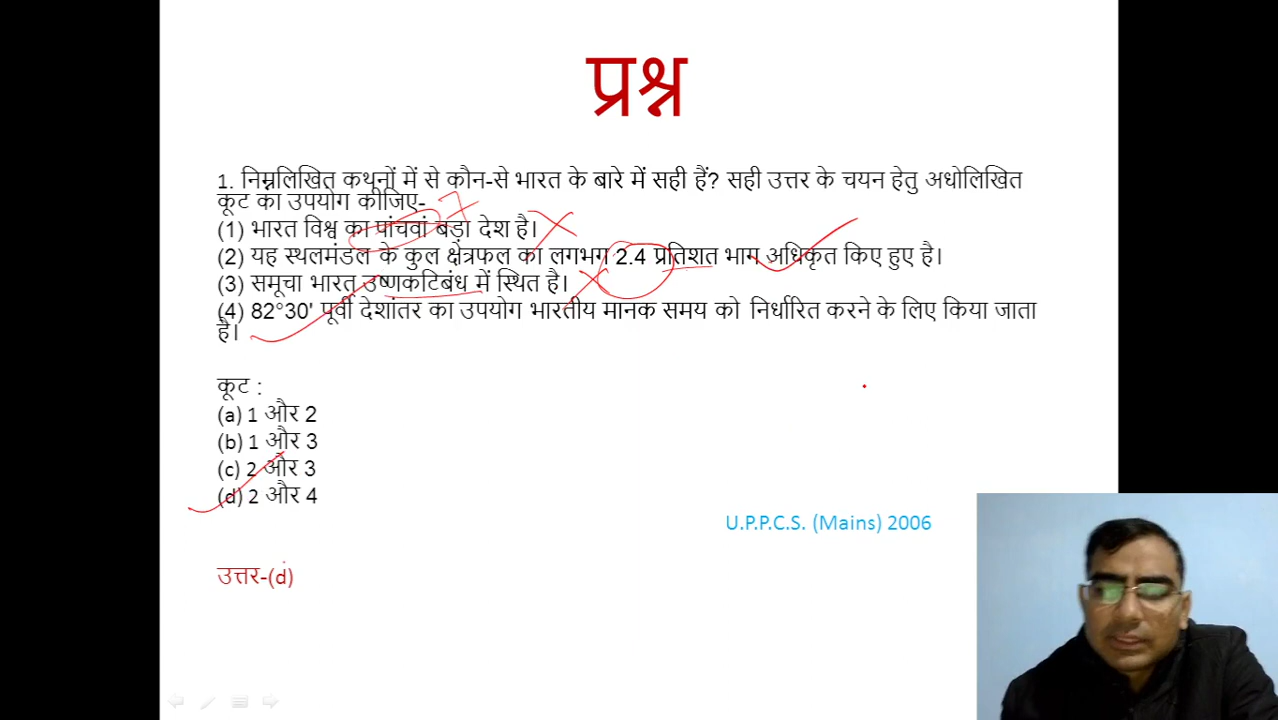 प्रश्न
1. निम्नलिखित कथनों में से कौन-से भारत के बारे में सही हैं? सही उत्तर के चयन हेतु अधोलिखित
कूट का उपयोग कीजिए-
7
(1) भारत विश्व का पांचवां बड़ा देश है।
(2) यह स्थलमंडल के कुल क्षेत्रफल का लगभग 2.4 प्रतिशत भाग अधिकृत किए हुए है।
(3) समूचा भारत उष्णकटिबंध में स्थित है।
(4) 82°30' पूर्वी देशांतर का उपयोग भारतीय मानक समय को निर्धारित करने के लिए किया जाता
है।
कूट :
(a) 1 और 2
(b) 1 और 3
(c) 2 और 3
(d) 2 और 4
U.P.P.C.S. (Mains) 2006
उत्तर-(d)